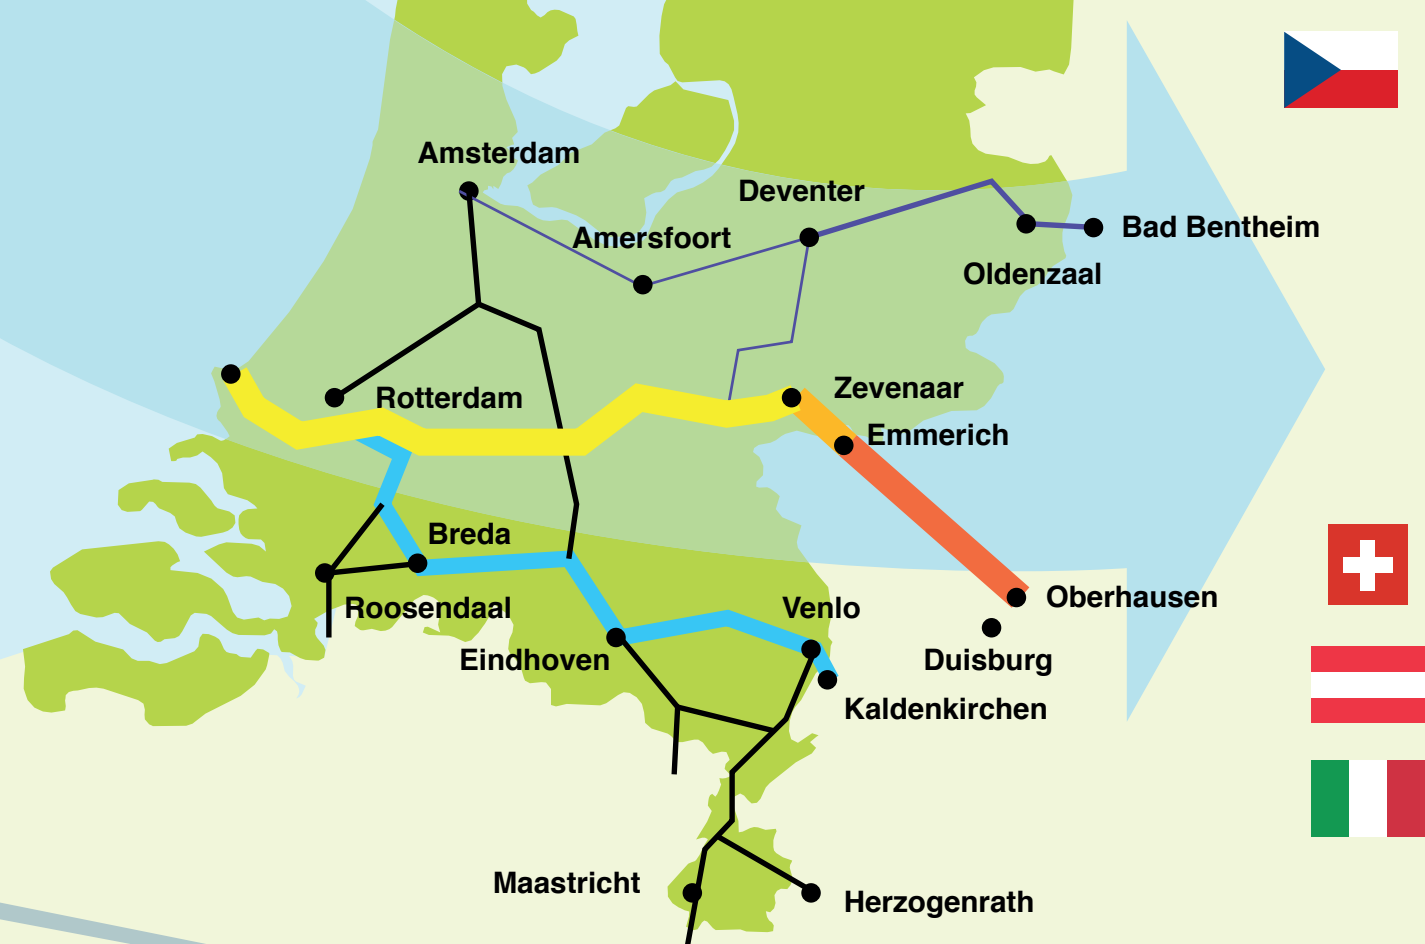 Amsterdam
Deventer
Bad Bentheim
Amersfoort
Oldenzaal
Zevenaar
Rotterdam
Emmerich
Breda
Oberhausen
Roosendaal
Venlo
Eindhoven
Duisburg
Kaldenkirchen
Maastricht
Herzogenrath